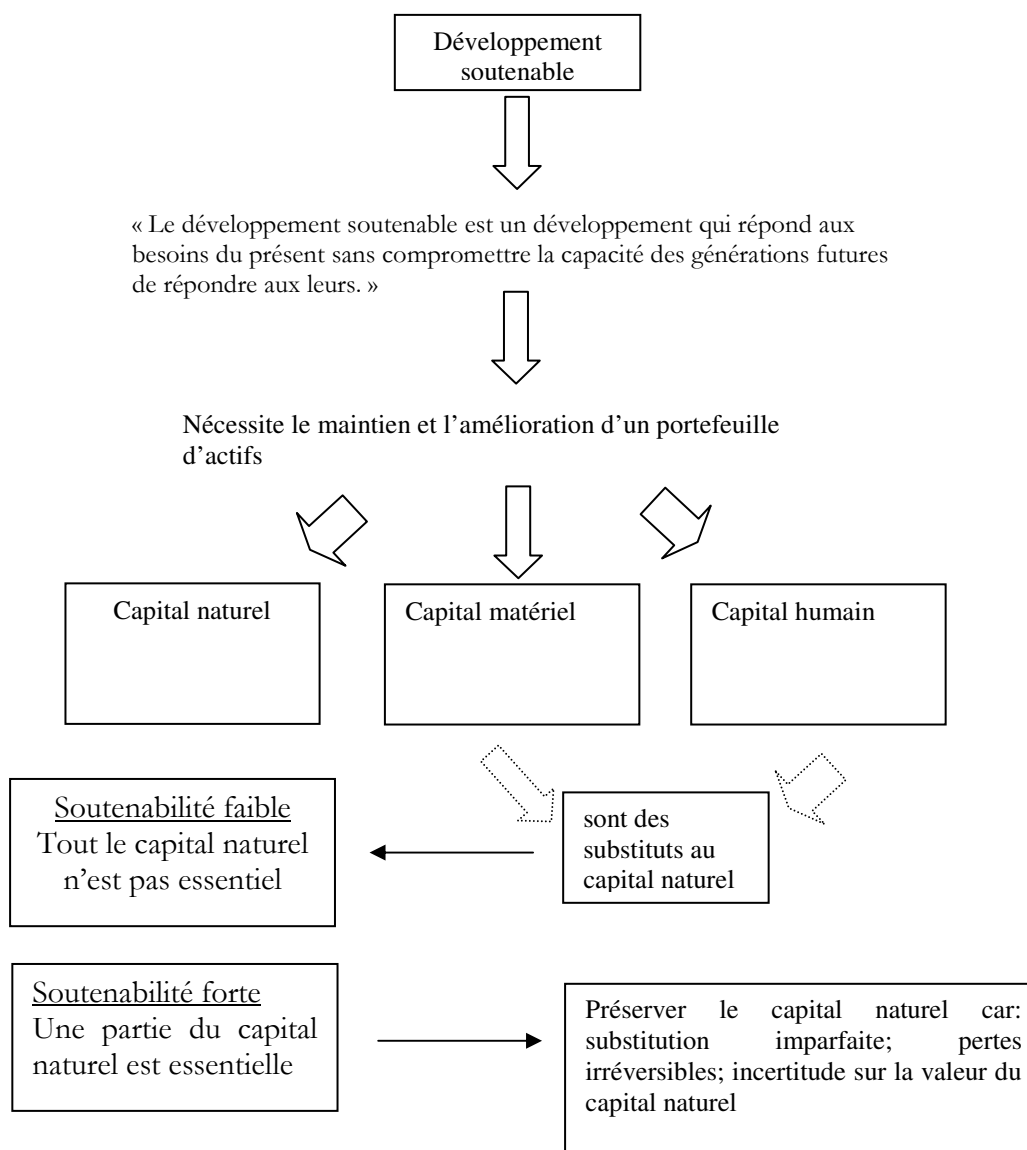 Développement
soutenable
« Le développement soutenable est un développement qui répond aux
besoins du présent sans compromettre la capacité des générations futures
de répondre aux leurs. »
Nécessite le maintien et l’amélioration d’un portefeuille
d’actifs
Capital naturel
Capital matériel
Capital humain
Soutenabilité faible
Tout le capital naturel
n’est pas essentiel
sont des
substituts au
capital naturel
Soutenabilité forte
Une partie du capital
naturel est essentielle
Préserver le capital naturel car:
substitution imparfaite; pertes
irréversibles; incertitude sur la valeur du
capital naturel